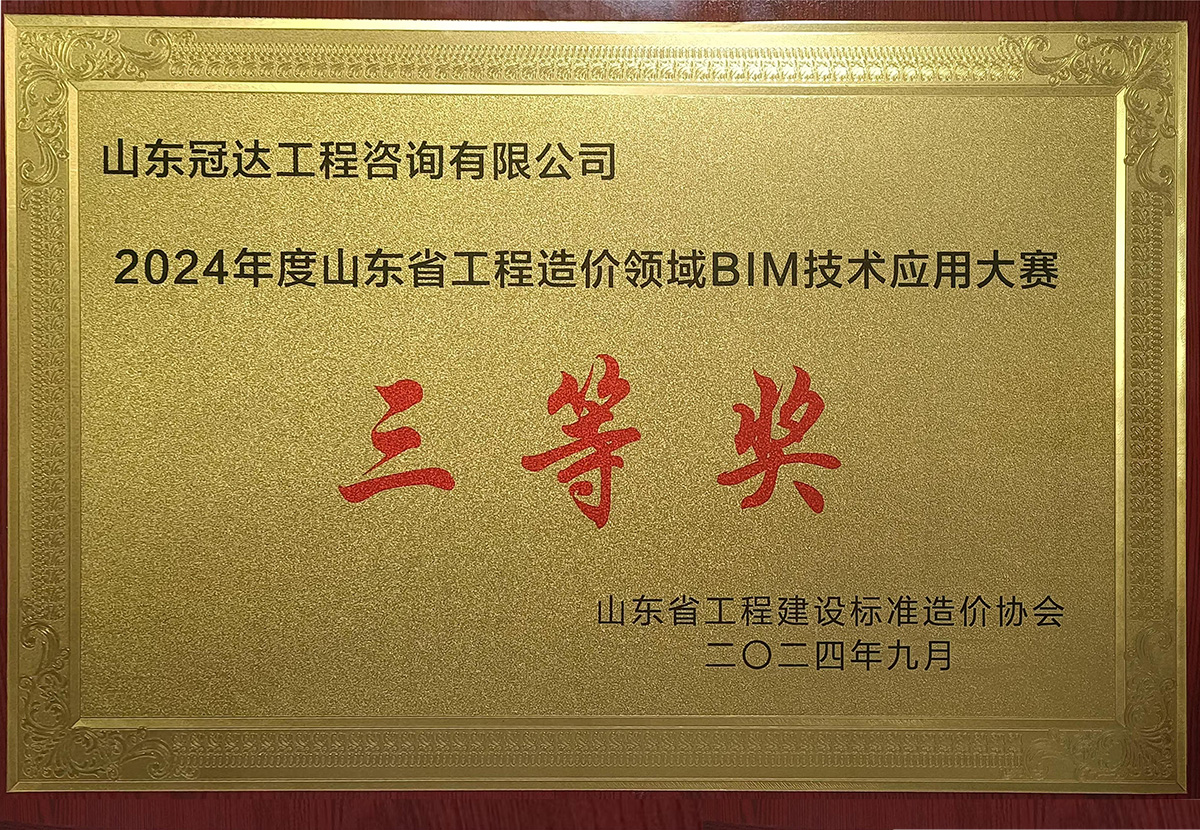 山东冠达工程咨询有限公司
2024年度山东省工程造价领域BIM技术应用大赛
三等奖
山东省工程建设标准造价协会
二〇二四年九月